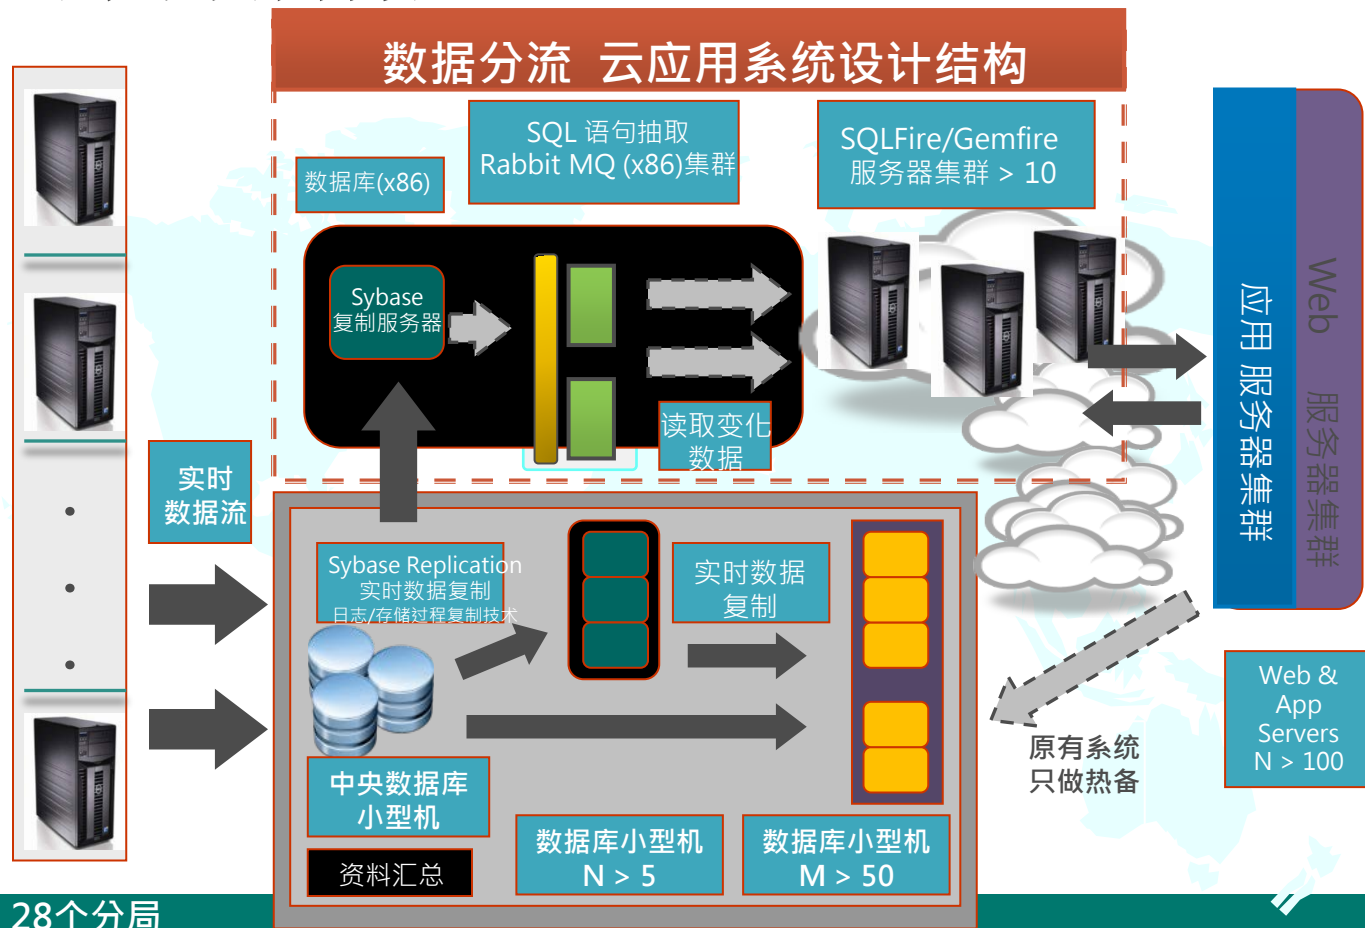 数据分流 云应用系统设计结构
数据库(x86)
SQL 语句抽取
Rabbit MQ (x86)集群
SQLFire/Gemfire
服务器集群 > 10
Sybase
复制服务器
读取变化
数据
实时
数据流
Sybase Replication
实时数据复制
日志/存储过程复制技术
实时数据
复制
应用 服务器集群
Web 服务器集群
Web &
App
Servers
N > 100
原有系统
只做热备
中央数据库
小型机
资料汇总
数据库小型机
N > 5
数据库小型机
M > 50
28个分局